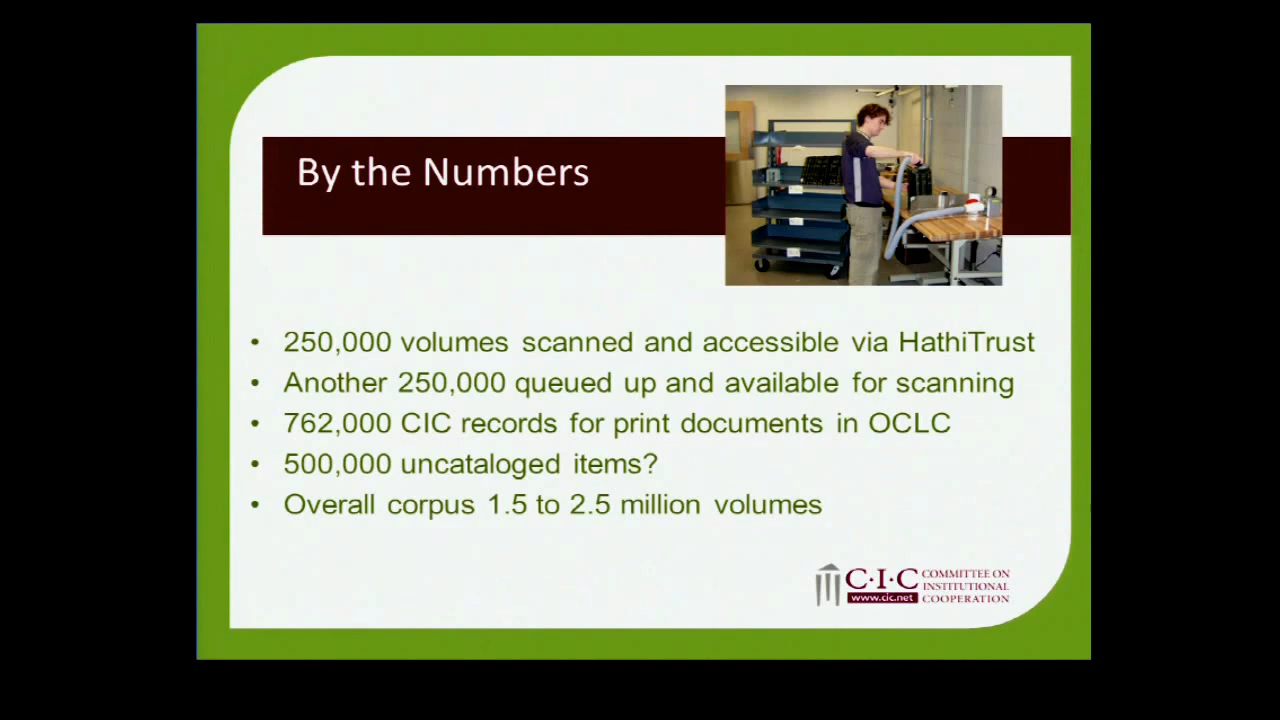 By the Numbers
• 250,000 volumes scanned and accessible via HathiTrust
• Another 250,000 queued up and available for scanning
• 762,000 CIC records for print documents in OCLC
• 500,000 uncataloged items?
• Overall corpus 1.5 to 2.5 million volumes
C·I·C
www.cic.net
COMMITTEE ON
INSTITUTIONAL
COOPERATION